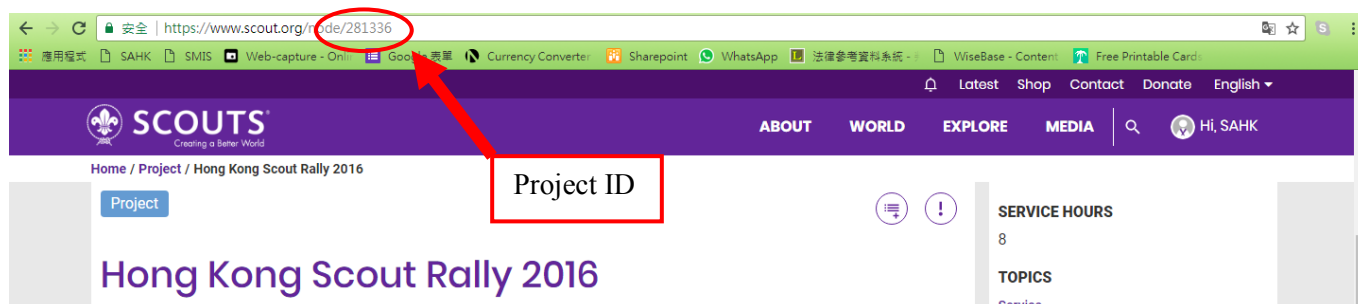 安全 | https://www.scout.org/node/281336
應用程式 SAHK SMIS Web-capture - Onli Google 表單 Currency Converter Sharepoint WhatsApp 法律參考資料系統 - WiseBase - Content Free Printable Cards
Latest Shop Contact Donate English
SCOUTS
Creating a Better World
ABOUT WORLD EXPLORE MEDIA Hi, SAHK
Home / Project / Hong Kong Scout Rally 2016
Project ID
Project
SERVICE HOURS
8
Hong Kong Scout Rally 2016
TOPICS
Service